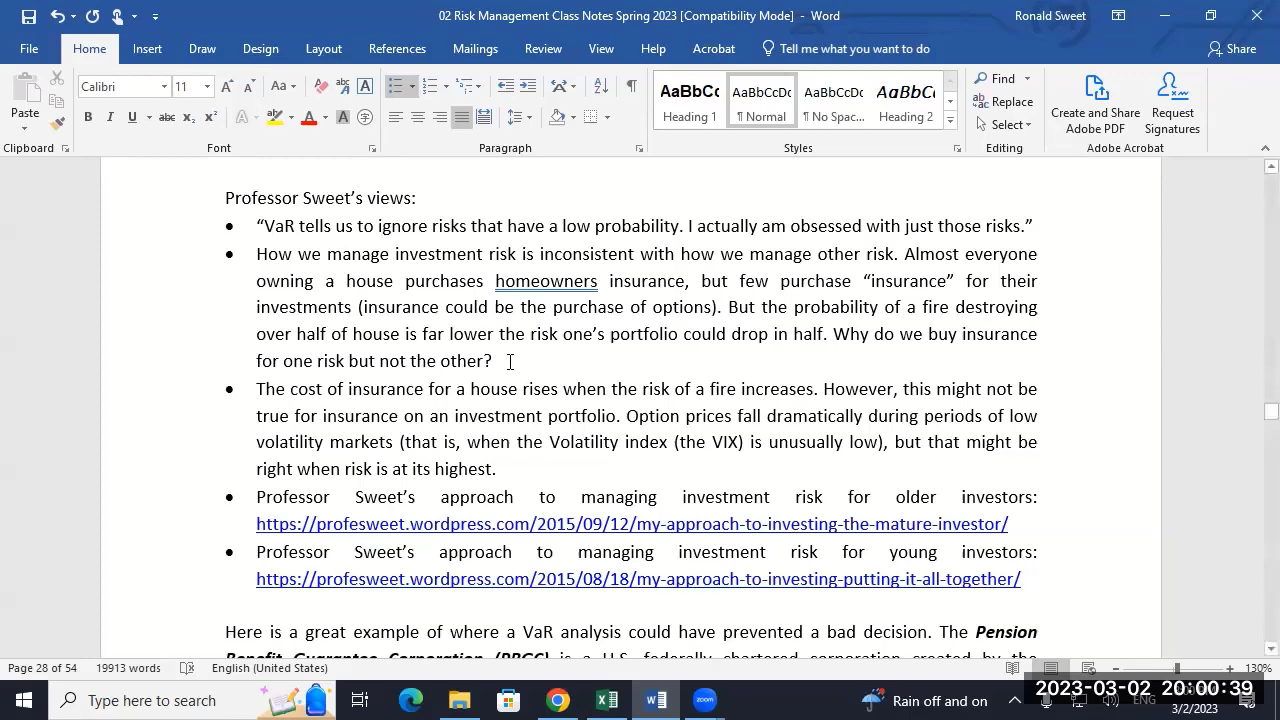 02 Risk Management Class Notes Spring 2023 [Compatibility Mode] - Word
Ronald Sweet
File Home Insert Draw Design Layout References Mailings Review View Help Acrobat Tell me what you want to do Share
Paste
Clipboard
Calibri 11
Font
Paragraph
AaBbCc AaBbCcDc AaBbCcDc AaBbC
Heading 1 ¶ Normal ¶ No Spac... Heading 2
Styles
Find
Replace
Select
Editing
Create and Share
Adobe PDF
Request
Signatures
Adobe Acrobat
Professor Sweet’s views:
• “VaR tells us to ignore risks that have a low probability. I actually am obsessed with just those risks.”
• How we manage investment risk is inconsistent with how we manage other risk. Almost everyone
owning a house purchases homeowners insurance, but few purchase “insurance” for their
investments (insurance could be the purchase of options). But the probability of a fire destroying
over half of house is far lower the risk one’s portfolio could drop in half. Why do we buy insurance
for one risk but not the other?
• The cost of insurance for a house rises when the risk of a fire increases. However, this might not be
true for insurance on an investment portfolio. Option prices fall dramatically during periods of low
volatility markets (that is, when the Volatility index (the VIX) is unusually low), but that might be
right when risk is at its highest.
• Professor Sweet’s approach to managing investment risk for older investors:
https://profesweet.wordpress.com/2015/09/12/my-approach-to-investing-the-mature-investor/
• Professor Sweet’s approach to managing investment risk for young investors:
https://profesweet.wordpress.com/2015/08/18/my-approach-to-investing-putting-it-all-together/
Here is a great example of where a VaR analysis could have prevented a bad decision. The Pension
Benefit Guarantee Corporation (PBGC) is a U.S. federally chartered corporation created by the
Page 28 of 54 19913 words English (United States) 130%
Type here to search
Rain off and on
ENG
2023-03-02 20:00:39
3/2/2023